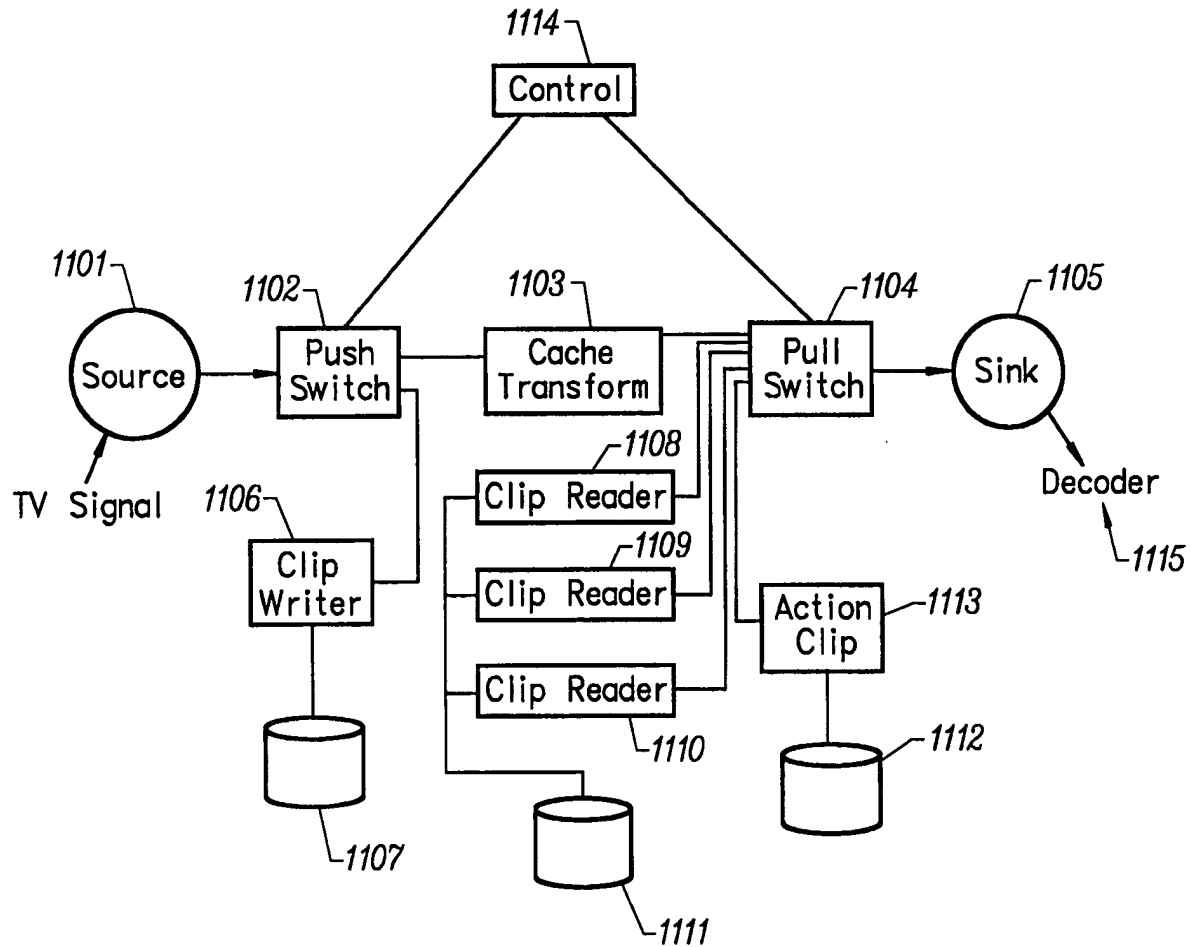 1114
Control
1101
1102
1103
1104
1105
Source
Push
Switch
Cache
Transform
Pull
Switch
Sink
TV Signal
1106
1108
Clip Reader
Decoder
1115
Clip
Writer
1109
Clip Reader
Action
Clip
1113
Clip Reader
1110
1112
1107
1111